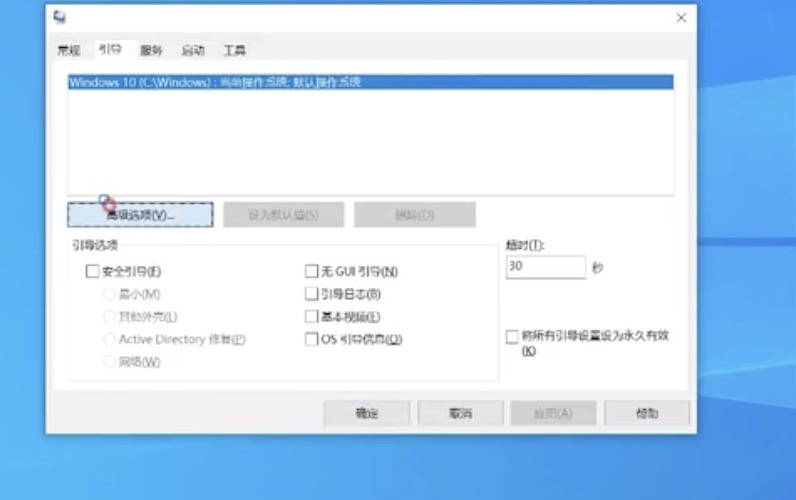 常规 引导 服务 启动 工具
Windows 10 (C:\Windows) : 当前操作系统; 默认操作系统
高级选项(V)... 设为默认值(S) 删除(D)
引导选项
超时(T):
30 秒
安全引导(F)
最小(M)
其他外壳(L)
Active Directory 修复(P)
网络(W)
无 GUI 引导(N)
引导日志(B)
基本视频(E)
OS 引导信息(O)
将所有引导设置设为永久有效
(K)
确定 取消 应用(A) 帮助